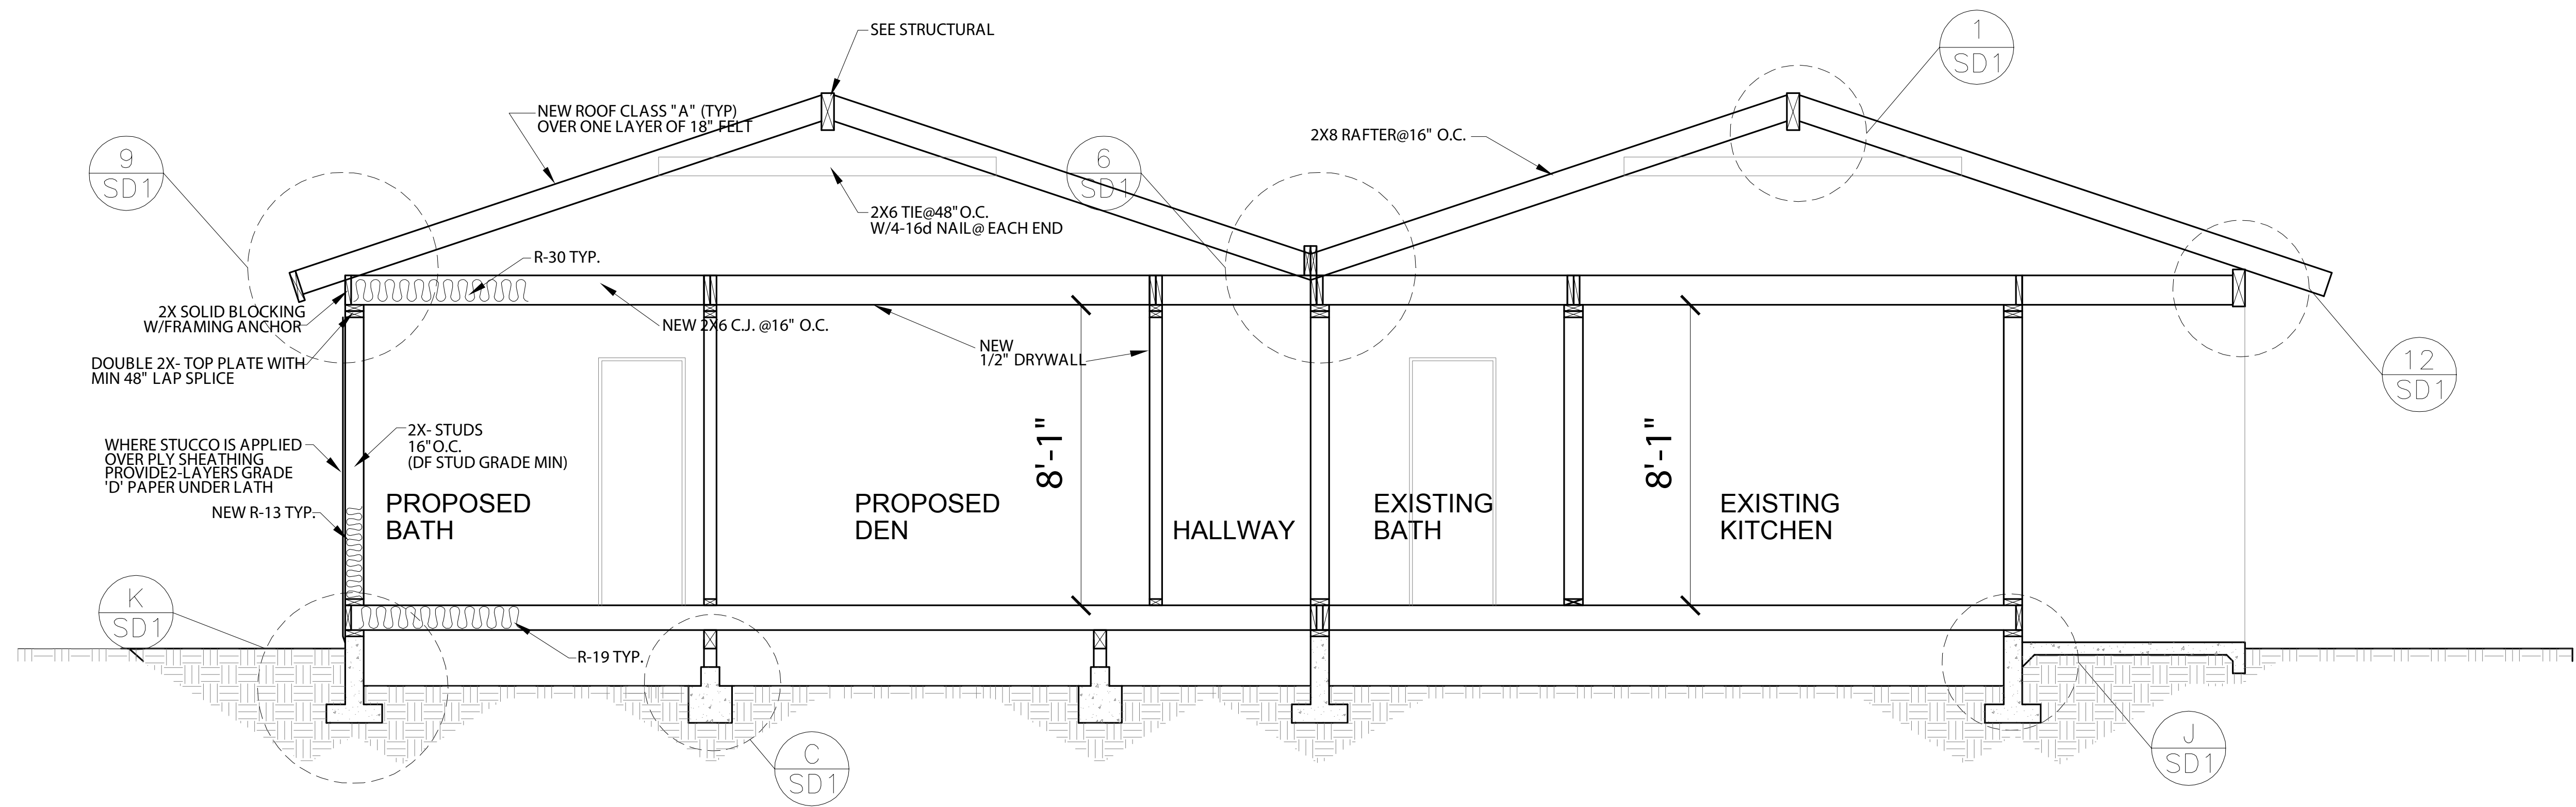 SEE STRUCTURAL
1
SD1
NEW ROOF CLASS "A" (TYP)
OVER ONE LAYER OF 18" FELT
2X8 RAFTER@16" O.C.
9
SD1
6
SD1
2X6 TIE@48"O.C.
W/4-16d NAIL@ EACH END
R-30 TYP.
2X SOLID BLOCKING
W/FRAMING ANCHOR
NEW 2X6 C.J. @16" O.C.
NEW
1/2" DRYWALL
DOUBLE 2X- TOP PLATE WITH
MIN 48" LAP SPLICE
12
SD1
WHERE STUCCO IS APPLIED
OVER PLY SHEATHING
PROVIDE2-LAYERS GRADE
'D' PAPER UNDER LATH
2X- STUDS
16"O.C.
(DF STUD GRADE MIN)
8'-1"
8'-1"
NEW R-13 TYP.
PROPOSED
BATH
PROPOSED
DEN
HALLWAY
EXISTING
BATH
EXISTING
KITCHEN
K
SD1
R-19 TYP.
C
SD1
J
SD1